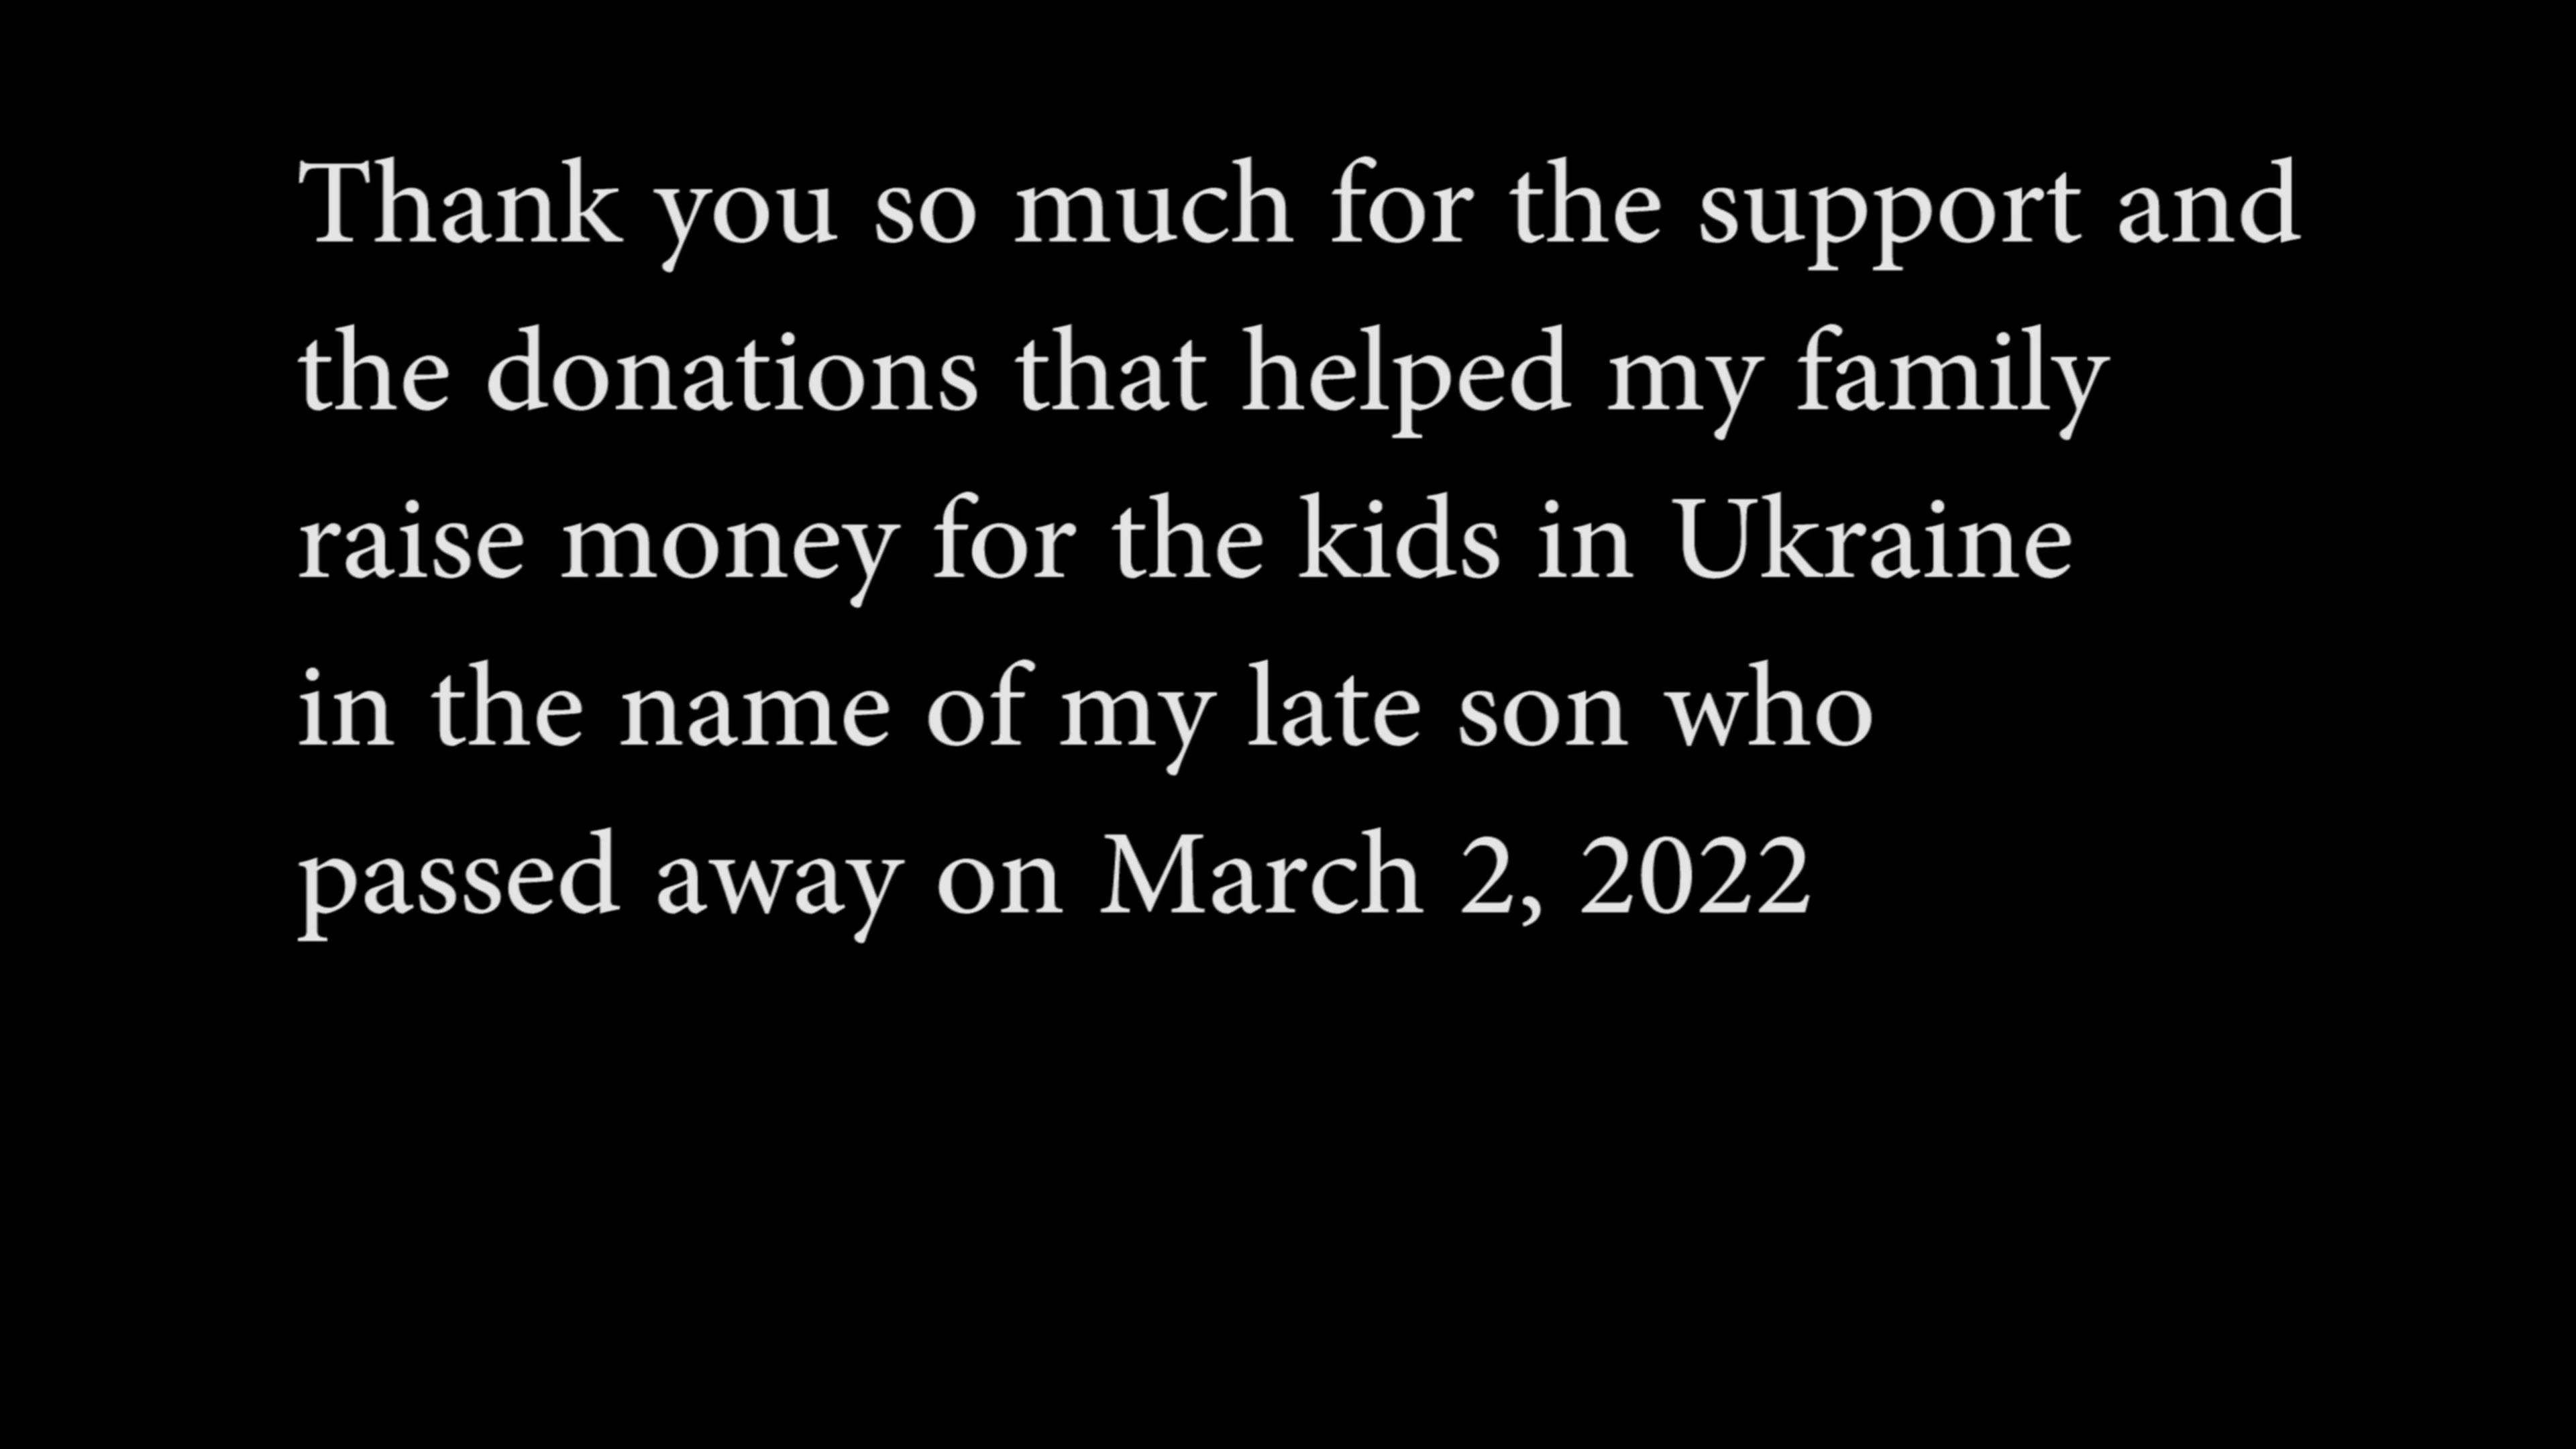 Thank you so much for the support and
the donations that helped my family
raise money for the kids in Ukraine
in the name of my late son who
passed away on March 2, 2022